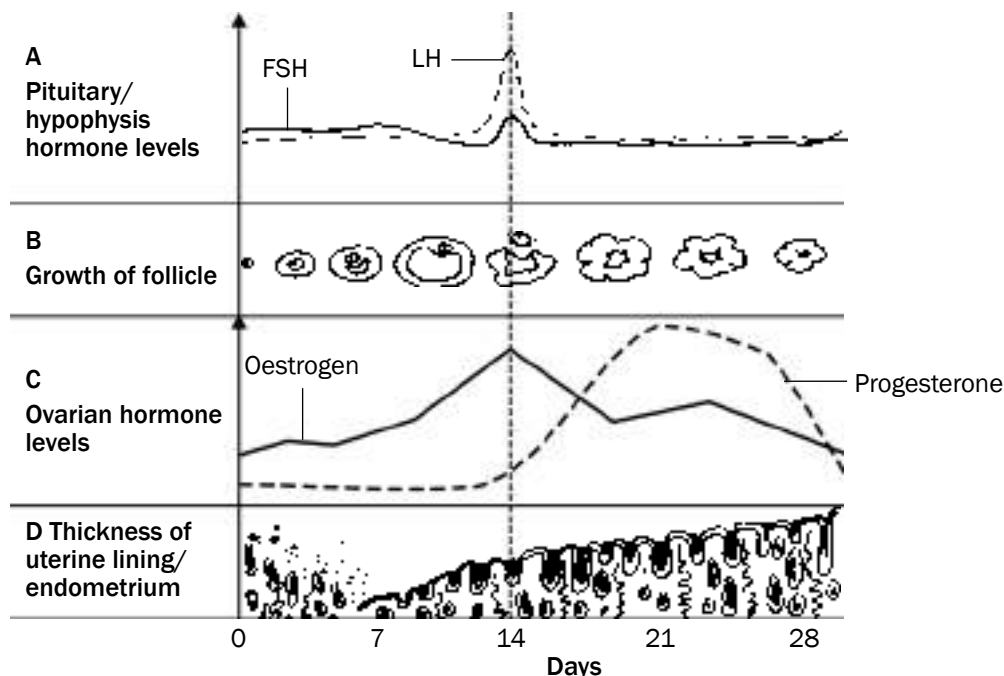 A
Pituitary/
hypophysis
hormone levels
FSH
LH
B
Growth of follicle
C
Ovarian hormone
levels
Oestrogen
Progesterone
D Thickness of
uterine lining/
endometrium
0 7 14 21 28
Days